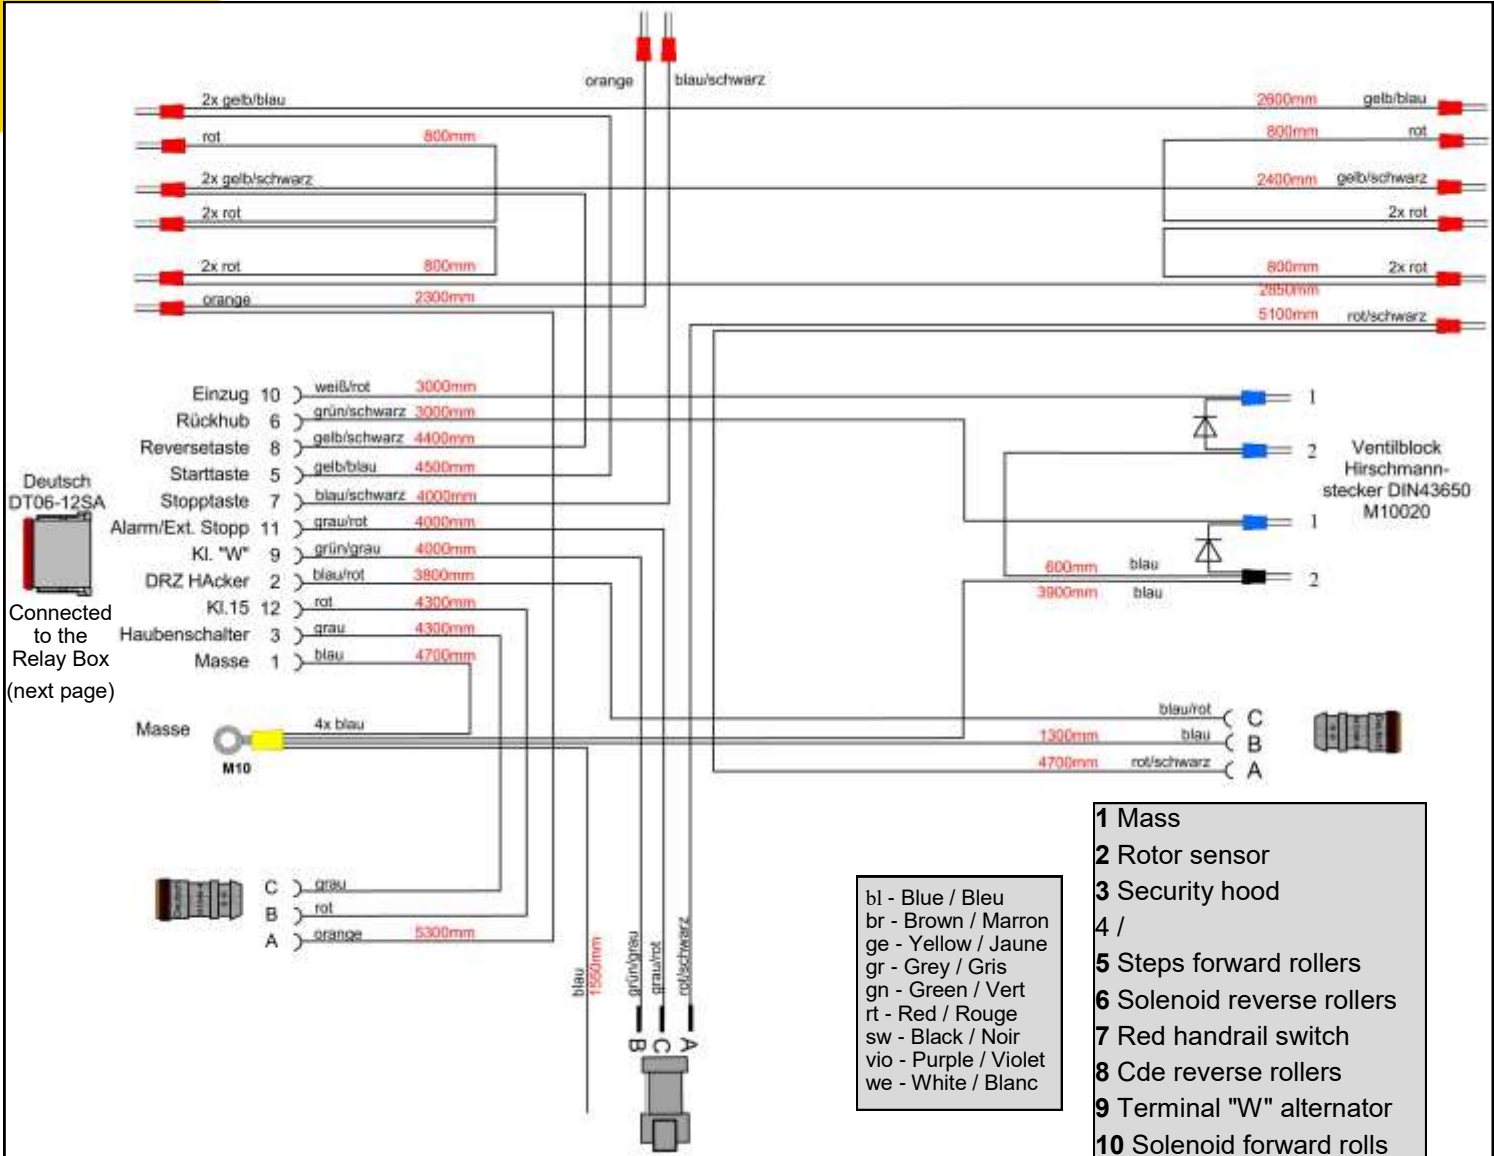 orange
blau/schwarz
2x gelb/blau
2600mm gelb/blau
rot 800mm
800mm rot
2x gelb/schwarz
2400mm gelb/schwarz
2x rot
2x rot
2x rot 800mm
800mm 2x rot
orange 2300mm
2850mm
5100mm rot/schwarz
Einzug 10 weiß/rot 3000mm
Rückhub 6 grün/schwarz 3000mm
Reversetaste 8 gelb/schwarz 4400mm
Starttaste 5 gelb/blau 4500mm
Stopptaste 7 blau/schwarz 4000mm
Alarm/Ext. Stopp 11 grau/rot 4000mm
Kl. "W" 9 grün/grau 4000mm
DRZ HAcker 2 blau/rot 3800mm
Kl.15 12 rot 4300mm
Haubenschalter 3 grau 4300mm
Masse 1 blau 4700mm
Deutsch
DT06-12SA
Connected
to the
Relay Box
(next page)
1
2
1
2
Ventilblock
Hirschmann-
stecker DIN43650
M10020
600mm blau
3900mm blau
Masse
4x blau
M10
blau/rot C
1300mm blau B
4700mm rot/schwarz A
C grau
B rot
A orange 5300mm
blau
1550mm
grün/grau
grau/rot
rot/schwarz
B C A
bl - Blue / Bleu
br - Brown / Marron
ge - Yellow / Jaune
gr - Grey / Gris
gn - Green / Vert
rt - Red / Rouge
sw - Black / Noir
vio - Purple / Violet
we - White / Blanc
1 Mass
2 Rotor sensor
3 Security hood
4 /
5 Steps forward rollers
6 Solenoid reverse rollers
7 Red handrail switch
8 Cde reverse rollers
9 Terminal "W" alternator
10 Solenoid forward rolls